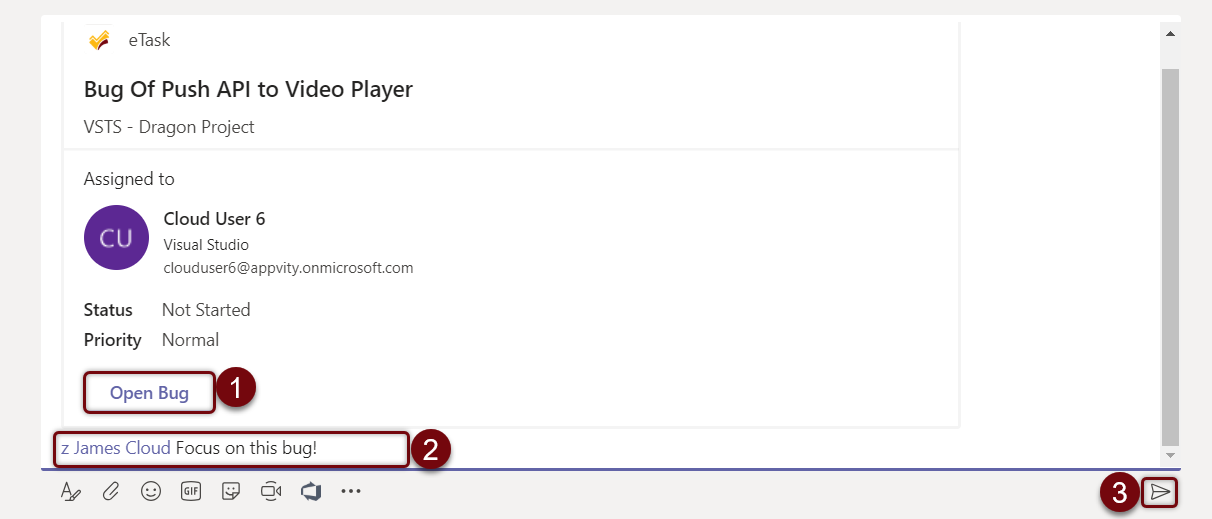 eTask
Bug Of Push API to Video Player
VSTS - Dragon Project
Assigned to
CU
Cloud User 6
Visual Studio
clouduser6@appvity.onmicrosoft.com
Status Not Started
Priority Normal
Open Bug 1
z James Cloud Focus on this bug! 2
GIF
3